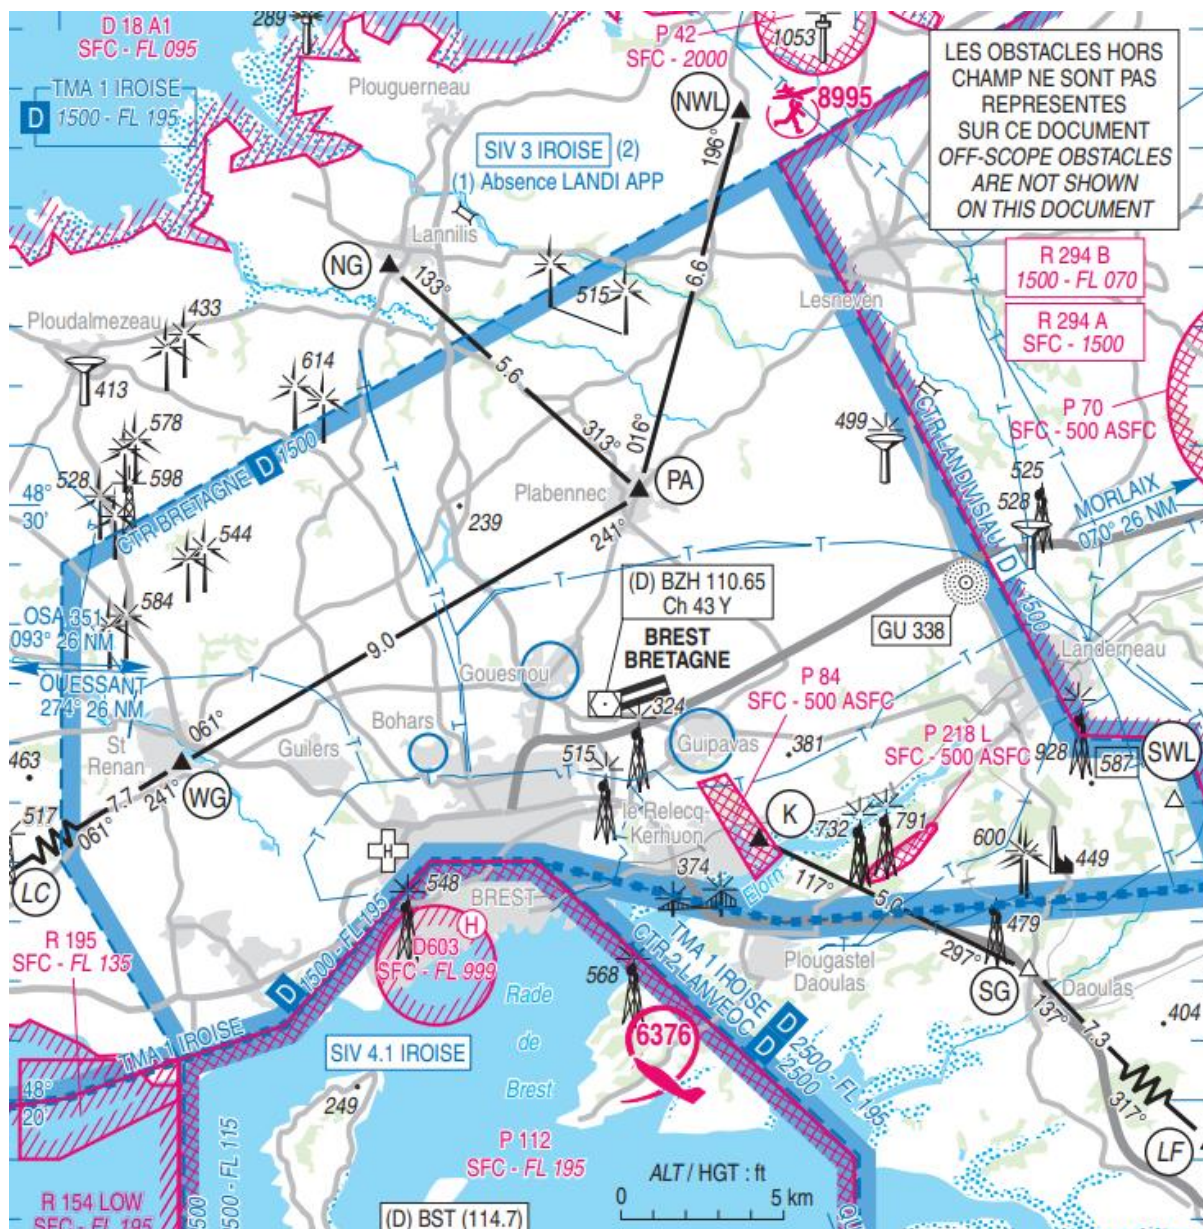 289
D 18 A1
SFC - FL 095
TMA 1 IROISE
D 1500 - FL 195
Plouguerneau
P 42
SFC - 2000
1053
NWL
8995
196°
LES OBSTACLES HORS
CHAMP NE SONT PAS
REPRESENTES
SUR CE DOCUMENT
OFF-SCOPE OBSTACLES
ARE NOT SHOWN
ON THIS DOCUMENT
SIV 3 IROISE (2)
(1) Absence LANDI APP
Lannilis
NG
133°
515
6.6
Lesneven
R 294 B
1500 - FL 070
R 294 A
SFC - 1500
Ploudalmezeau
433
413
614
5.6
578
528
598
313°
016°
499
P 70
SFC - 500 ASFC
CTR LANDIVISIAU D 1500
48°
30'
CTR BRETAGNE D 1500
544
239
Plabennec
PA
241°
525
528
MORLAIX
070° 26 NM
584
OSA 351
093° 26 NM
OUESSANT
274° 26 NM
9.0
(D) BZH 110.65
Ch 43 Y
BREST
BRETAGNE
GU 338
Landerneau
Gouesnou
324
P 84
SFC - 500 ASFC
061°
Bohars
Guilers
St
Renan
463
WG
515
Guipavas
381
P 218 L
SFC - 500 ASFC
928
587
SWL
517
061°
7.7
241°
LC
le Relecq-
Kerhuon
K
732
791
600
449
374
Elorn
117°
5.0
548
BREST
479
297°
R 195
SFC - FL 135
D 1500 - FL195
H
D603
SFC - FL 999
568
TMA 1 IROISE D 2500 - FL 195
CTR 2 LANVEOC D 2500
Plougastel
Daoulas
SG
Daoulas
137°
7.3
404
TMA 1 IROISE
SIV 4.1 IROISE
Rade
de
Brest
6376
48°
20'
249
317°
LF
P 112
SFC - FL 195
ALT / HGT : ft
0 5 km
R 154 LOW
SFC - FL 195
500 - FL 115
(D) BST (114.7)